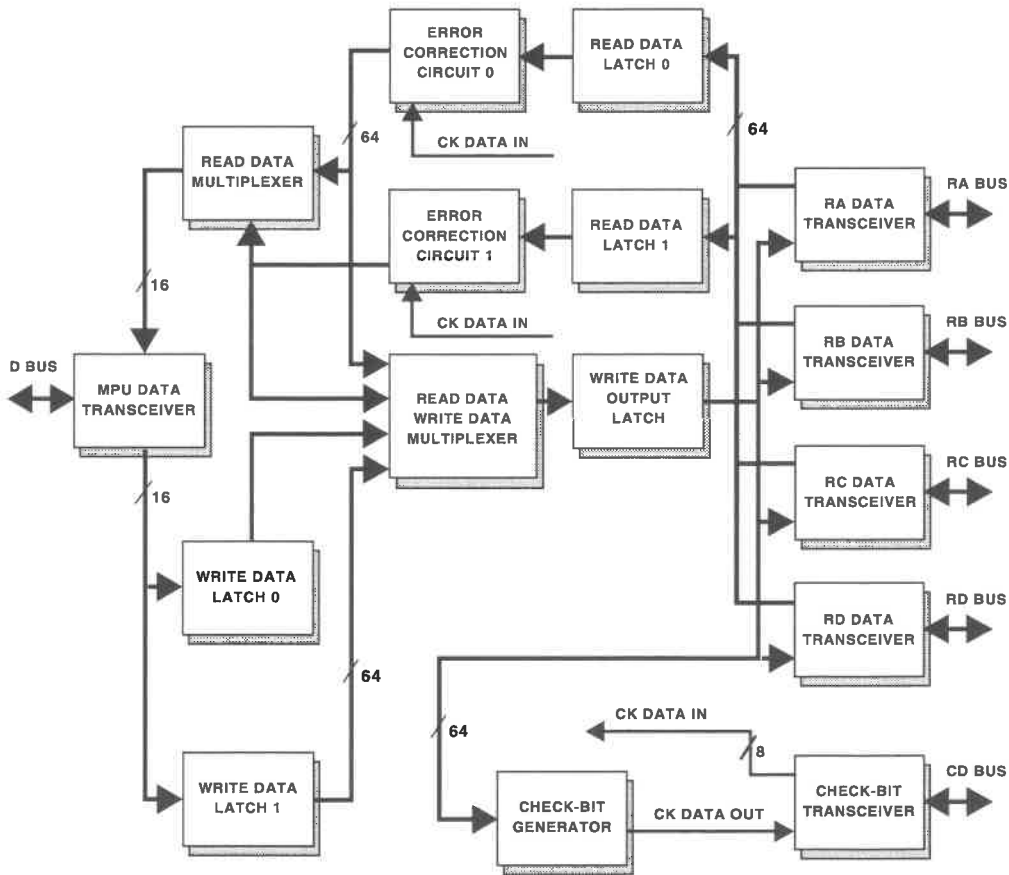 ERROR
CORRECTION
CIRCUIT 0
READ DATA
LATCH 0
64
CK DATA IN
64
READ DATA
MULTIPLEXER
RA DATA
TRANSCEIVER
RA BUS
ERROR
CORRECTION
CIRCUIT 1
READ DATA
LATCH 1
16
CK DATA IN
RB DATA
TRANSCEIVER
RB BUS
D BUS
MPU DATA
TRANSCEIVER
READ DATA
WRITE DATA
MULTIPLEXER
WRITE DATA
OUTPUT
LATCH
16
RC DATA
TRANSCEIVER
RC BUS
WRITE DATA
LATCH 0
RD DATA
TRANSCEIVER
RD BUS
64
64
CK DATA IN
8
WRITE DATA
LATCH 1
CHECK-BIT
GENERATOR
CK DATA OUT
CHECK-BIT
TRANSCEIVER
CD BUS